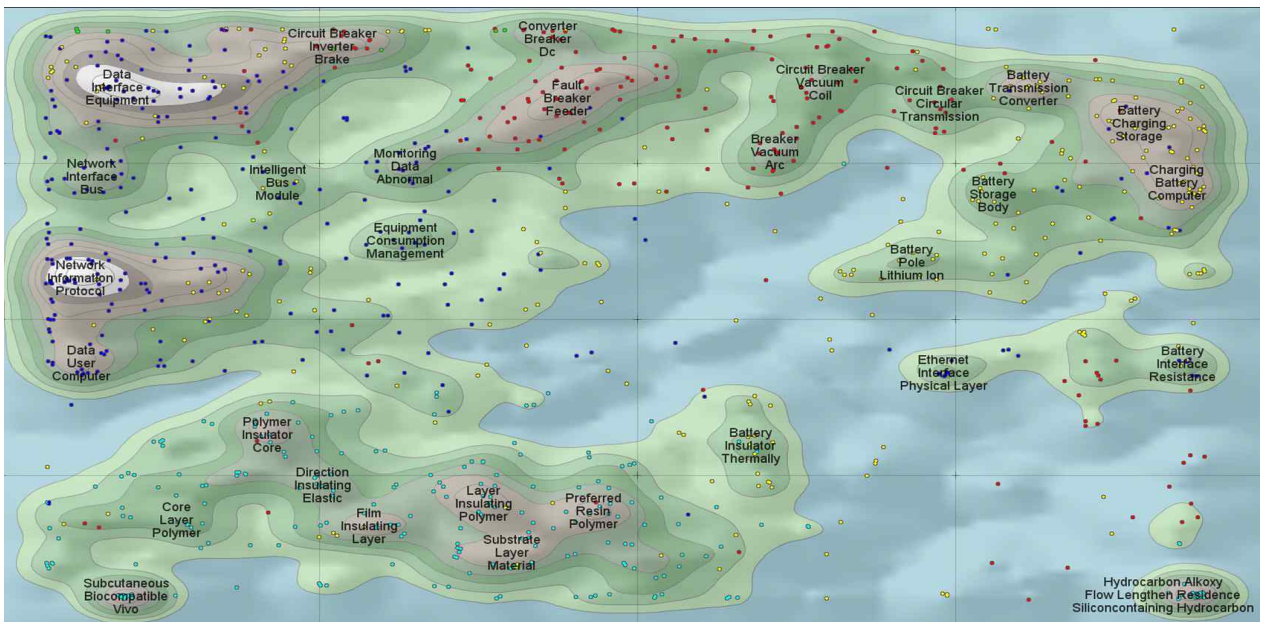 Circuit Breaker
Inverter
Brake
Converter
Breaker
Dc
Data
Interface
Equipment
Fault
Breaker
Feeder
Circuit Breaker
Vacuum
Coil
Circuit Breaker
Circular
Transmission
Battery
Transmission
Converter
Battery
Charging
Storage
Network
Interface
Bus
Intelligent
Bus
Module
Monitoring
Data
Abnormal
Breaker
Vacuum
Arc
Battery
Storage
Body
Charging
Battery
Computer
Equipment
Consumption
Management
Battery
Pole
Lithium Ion
Network
Information
Protocol
Data
User
Computer
Ethernet
Interface
Physical Layer
Battery
Interface
Resistance
Polymer
Insulator
Core
Battery
Insulator
Thermally
Direction
Insulating
Elastic
Core
Layer
Polymer
Film
Insulating
Layer
Layer
Insulating
Polymer
Preferred
Resin
Polymer
Substrate
Layer
Material
Subcutaneous
Biocompatible
Vivo
Hydrocarbon Alkoxy
Flow Lengthen Residence
Siliconcontaining Hydrocarbon